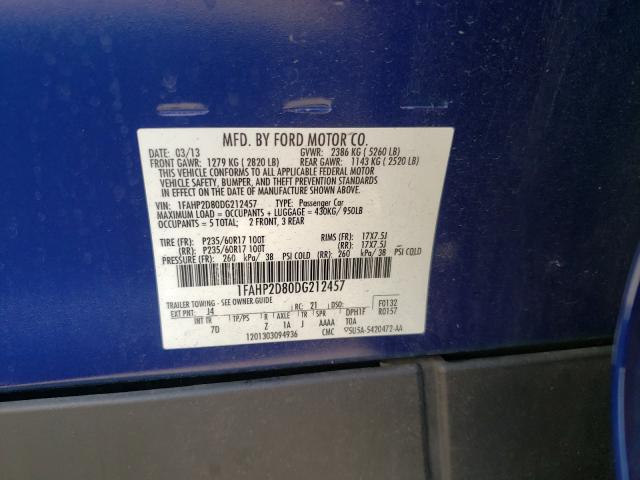 MFD. BY FORD MOTOR CO.
DATE: 03/13 GVWR: 2386 KG ( 5260 LB)
FRONT GAWR: 1279 KG ( 2820 LB) REAR GAWR: 1143 KG ( 2520 LB)
THIS VEHICLE CONFORMS TO ALL APPLICABLE FEDERAL MOTOR
VEHICLE SAFETY, BUMPER, AND THEFT PREVENTION STANDARDS IN
EFFECT ON THE DATE OF MANUFACTURE SHOWN ABOVE.
VIN: 1FAHP2D80DG212457 TYPE: Passenger Car
MAXIMUM LOAD = OCCUPANTS + LUGGAGE = 430KG/ 950LB
OCCUPANTS = 5 TOTAL; 2 FRONT, 3 REAR
TIRE (FR): P235/60R17 100T RIMS (FR): 17X7.5J
(RR): P235/60R17 100T (RR): 17X7.5J
PRESSURE (FR): 260 kPa/ 38 PSI COLD (RR): 260 kPa/ 38 PSI COLD
1FAHP2D80DG212457
TRAILER TOWING - SEE OWNER GUIDE
EXT PNT: J4 RC: 21 DSO: F0132
INT TR TP/PS R AXLE TR SPR DPH1F R0157
7D Z 1A J AAAA TOA
1201303094936 CMC 5U5A-5420472-AA